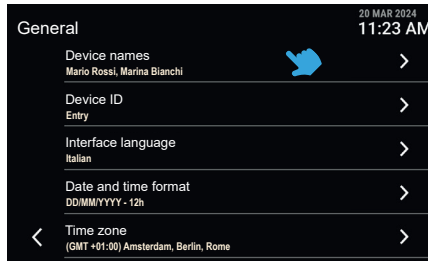 20 MAR 2024
General
11:23 AM
Device names
Mario Rossi, Marina Bianchi
Device ID
Entry
Interface language
Italian
Date and time format
DD/MM/YYYY - 12h
Time zone
(GMT +01:00) Amsterdam, Berlin, Rome